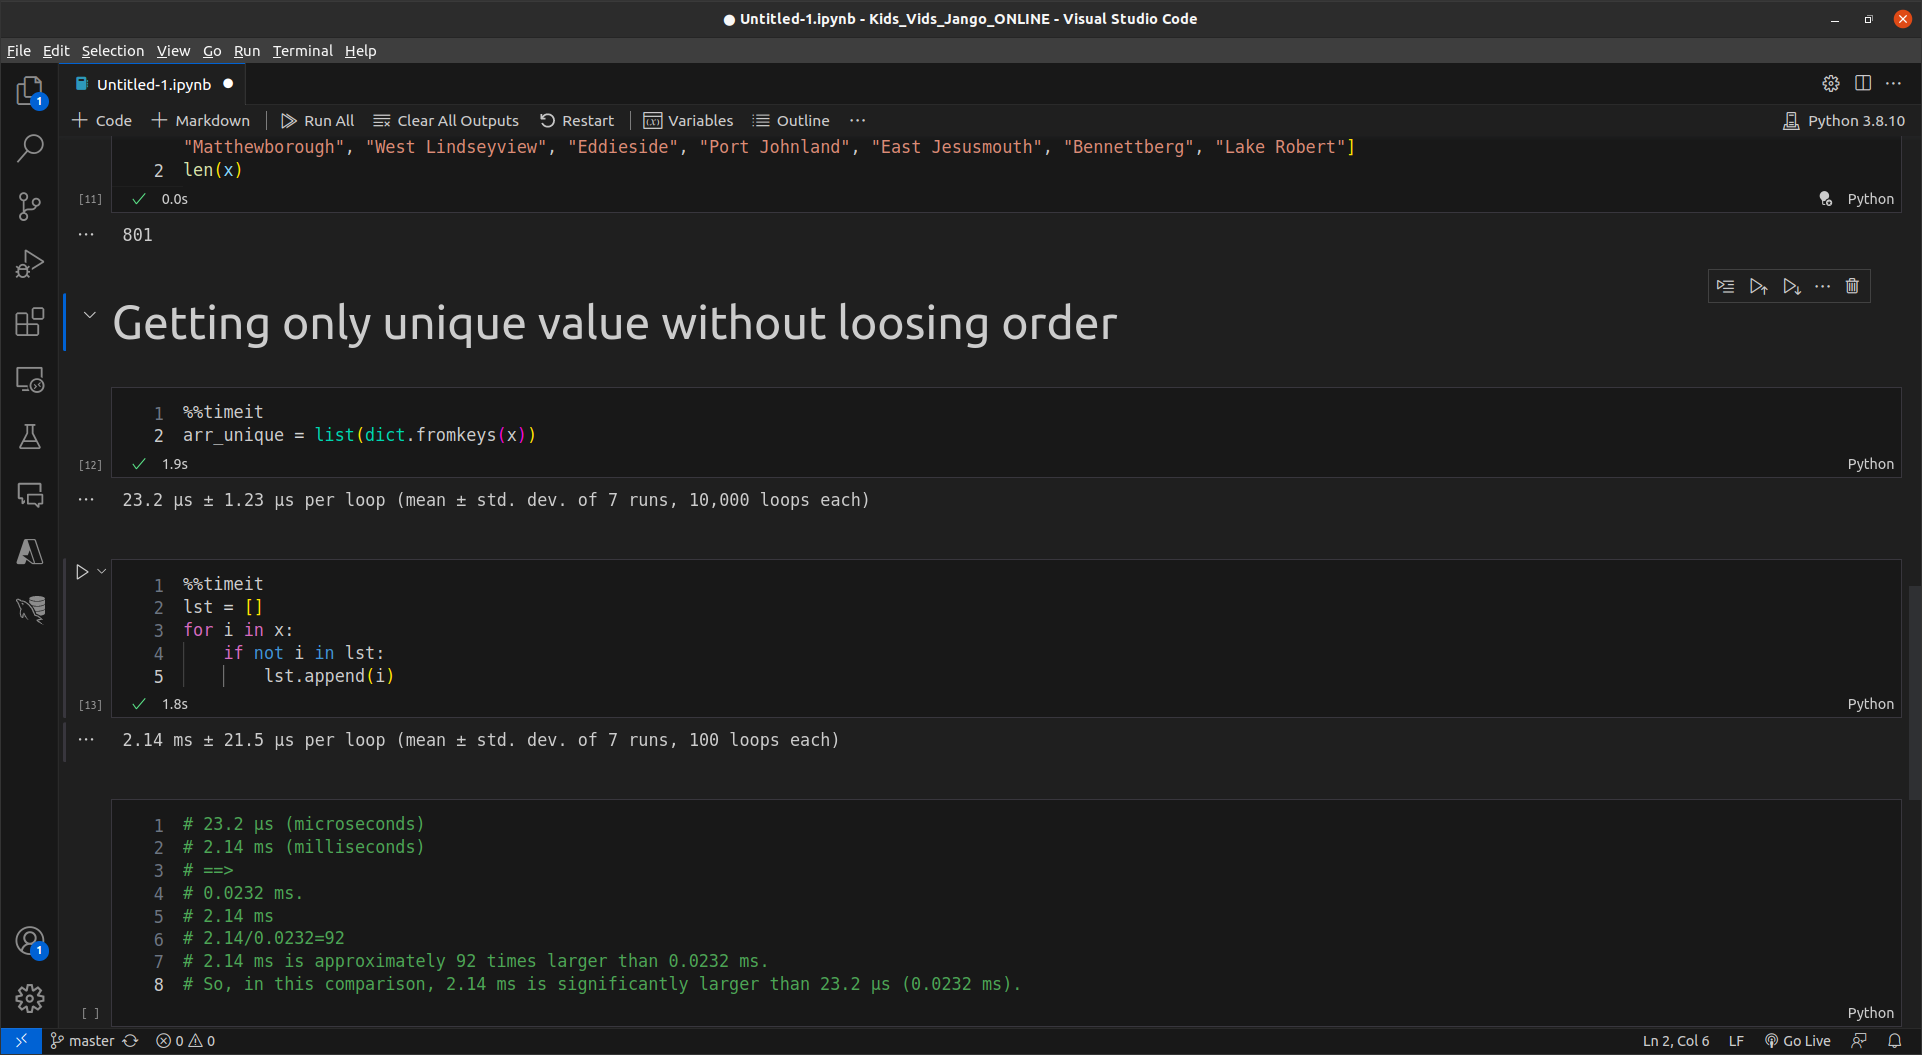 ● Untitled-1.ipynb - Kids_Vids_Jango_ONLINE - Visual Studio Code
File Edit Selection View Go Run Terminal Help
1
Untitled-1.ipynb ●
+ Code + Markdown Run All Clear All Outputs Restart (x) Variables Outline ··· Python 3.8.10
"Matthewborough", "West Lindseyview", "Eddieside", "Port Johnland", "East Jesusmouth", "Bennettberg", "Lake Robert"]
2 len(x)
[11] ✓ 0.0s Python
··· 801
Getting only unique value without loosing order
1 %%timeit
2 arr_unique = list(dict.fromkeys(x))
[12] ✓ 1.9s Python
··· 23.2 µs ± 1.23 µs per loop (mean ± std. dev. of 7 runs, 10,000 loops each)
1 %%timeit
2 lst = []
3 for i in x:
4 if not i in lst:
5 lst.append(i)
[13] ✓ 1.8s Python
··· 2.14 ms ± 21.5 µs per loop (mean ± std. dev. of 7 runs, 100 loops each)
1 # 23.2 µs (microseconds)
2 # 2.14 ms (milliseconds)
3 # ==>
4 # 0.0232 ms.
5 # 2.14 ms
6 # 2.14/0.0232=92
7 # 2.14 ms is approximately 92 times larger than 0.0232 ms.
8 # So, in this comparison, 2.14 ms is significantly larger than 23.2 µs (0.0232 ms).
[ ] Python
1
master 0 0 Ln 2, Col 6 LF Go Live